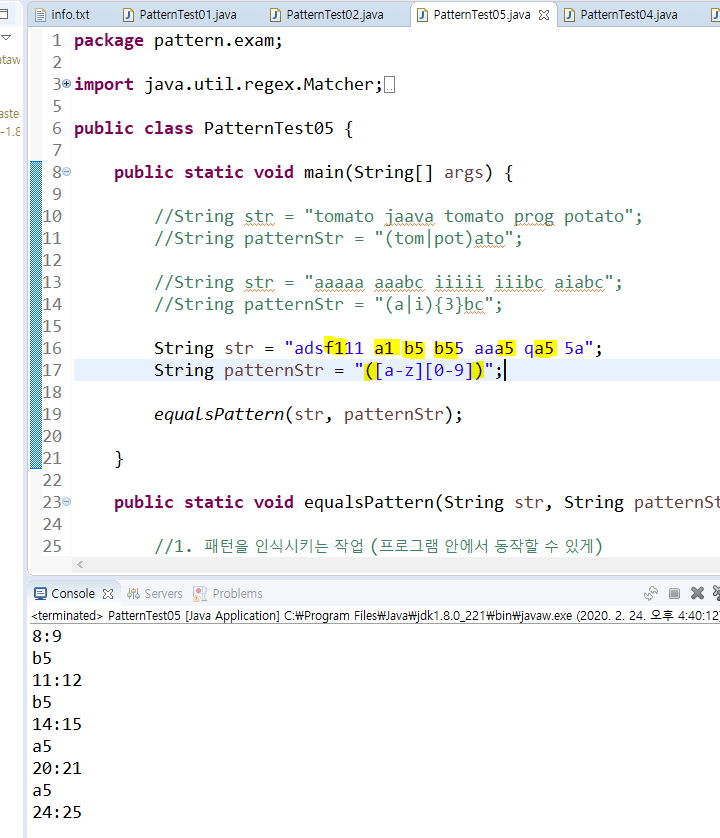 info.txt PatternTest01.java PatternTest02.java PatternTest05.java PatternTest04.java
1 package pattern.exam;
2
3 import java.util.regex.Matcher;
5
6 public class PatternTest05 {
7
8 public static void main(String[] args) {
9
10 //String str = "tomato jaava tomato prog potato";
11 //String patternStr = "(tom|pot)ato";
12
13 //String str = "aaaaa aaabc iiiii iiibc aiabc";
14 //String patternStr = "(a|i){3}bc";
15
16 String str = "adsf111 a1 b5 b55 aaa5 qa5 5a";
17 String patternStr = "([a-z][0-9])";
18
19 equalsPattern(str, patternStr);
20
21 }
22
23 public static void equalsPattern(String str, String patternSt
24
25 //1. 패턴을 인식시키는 작업 (프로그램 안에서 동작할 수 있게)
ataw
aster
-1.8
Console Servers Problems
<terminated> PatternTest05 [Java Application] C:₩Program Files₩Java₩jdk1.8.0_221₩bin₩javaw.exe (2020. 2. 24. 오후 4:40:12)
8:9
b5
11:12
b5
14:15
a5
20:21
a5
24:25